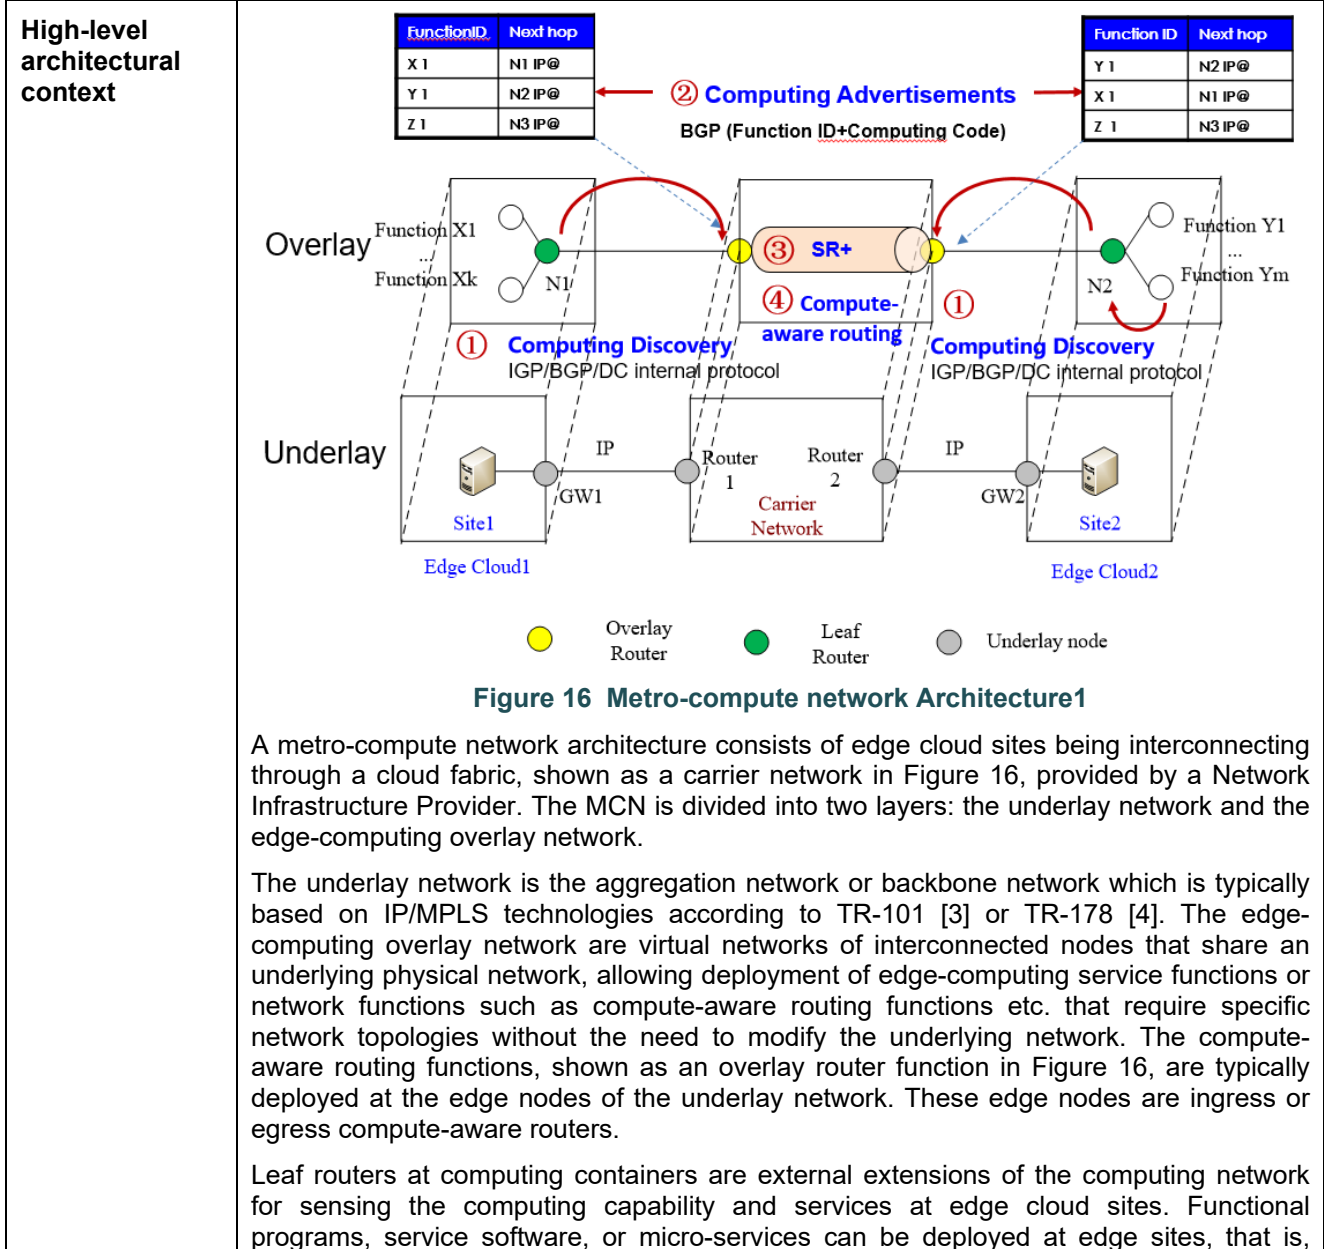 High-level
architectural
context
FunctionID Next hop
X 1 N1 IP@
Y 1 N2 IP@
Z 1 N3 IP@
② Computing Advertisements
BGP (Function ID+Computing Code)
Function ID Next hop
Y 1 N2 IP@
X 1 N1 IP@
Z 1 N3 IP@
Overlay
Function X1
...
Function Xk
N1
③ SR+
④ Compute-
aware routing
①
N2
Function Y1
...
Function Ym
① Computing Discovery
IGP/BGP/DC internal protocol
Computing Discovery
IGP/BGP/DC internal protocol
Underlay
Site1
GW1
IP
Router
1
Router
2
Carrier
Network
IP
GW2
Site2
Edge Cloud1
Edge Cloud2
Overlay
Router
Leaf
Router
Underlay node
Figure 16 Metro-compute network Architecture1
A metro-compute network architecture consists of edge cloud sites being interconnecting
through a cloud fabric, shown as a carrier network in Figure 16, provided by a Network
Infrastructure Provider. The MCN is divided into two layers: the underlay network and the
edge-computing overlay network.
The underlay network is the aggregation network or backbone network which is typically
based on IP/MPLS technologies according to TR-101 [3] or TR-178 [4]. The edge-
computing overlay network are virtual networks of interconnected nodes that share an
underlying physical network, allowing deployment of edge-computing service functions or
network functions such as compute-aware routing functions etc. that require specific
network topologies without the need to modify the underlying network. The compute-
aware routing functions, shown as an overlay router function in Figure 16, are typically
deployed at the edge nodes of the underlay network. These edge nodes are ingress or
egress compute-aware routers.
Leaf routers at computing containers are external extensions of the computing network
for sensing the computing capability and services at edge cloud sites. Functional
programs, service software, or micro-services can be deployed at edge sites, that is,